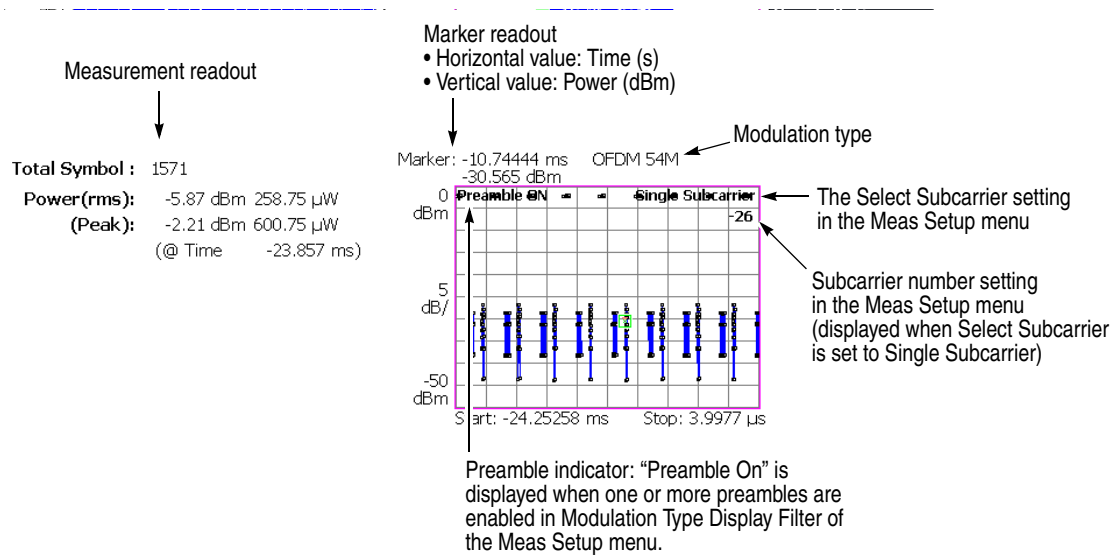 Marker readout
• Horizontal value: Time (s)
• Vertical value: Power (dBm)
Measurement readout
Modulation type
Total Symbol : 1571
Power(rms): -5.87 dBm 258.75 µW
(Peak): -2.21 dBm 600.75 µW
(@ Time -23.857 ms)
Marker: -10.74444 ms OFDM 54M
-30.565 dBm
0
dBm
Preamble ON
Single Subcarrier
-26
5
dB/
-50
dBm
Start: -24.25258 ms Stop: 3.9977 µs
The Select Subcarrier setting
in the Meas Setup menu
Subcarrier number setting
in the Meas Setup menu
(displayed when Select Subcarrier
is set to Single Subcarrier)
Preamble indicator: “Preamble On” is
displayed when one or more preambles are
enabled in Modulation Type Display Filter of
the Meas Setup menu.